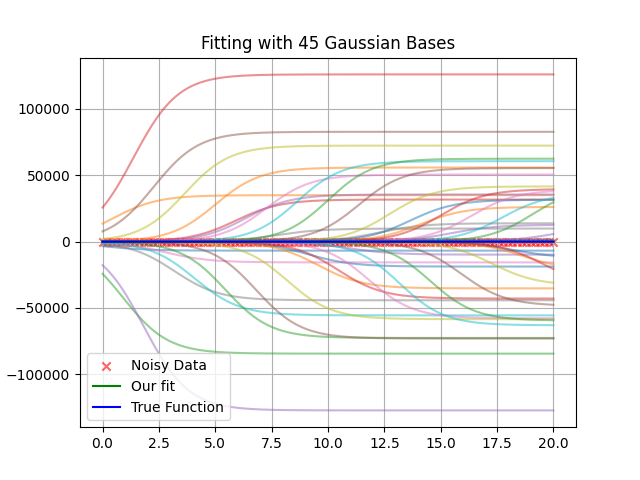 Fitting with 45 Gaussian Bases
100000
50000
0
−50000
−100000
Noisy Data
Our fit
True Function
0.0 2.5 5.0 7.5 10.0 12.5 15.0 17.5 20.0